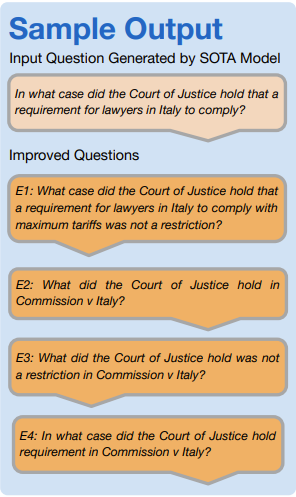 Sample Output
Input Question Generated by SOTA Model
In what case did the Court of Justice hold that a
requirement for lawyers in Italy to comply?
Improved Questions
E1: What case did the Court of Justice hold that
a requirement for lawyers in Italy to comply with
maximum tariffs was not a restriction?
E2: What did the Court of Justice hold in
Commission v Italy?
E3: What did the Court of Justice hold was not
a restriction in Commission v Italy?
E4: In what case did the Court of Justice hold
requirement in Commission v Italy?